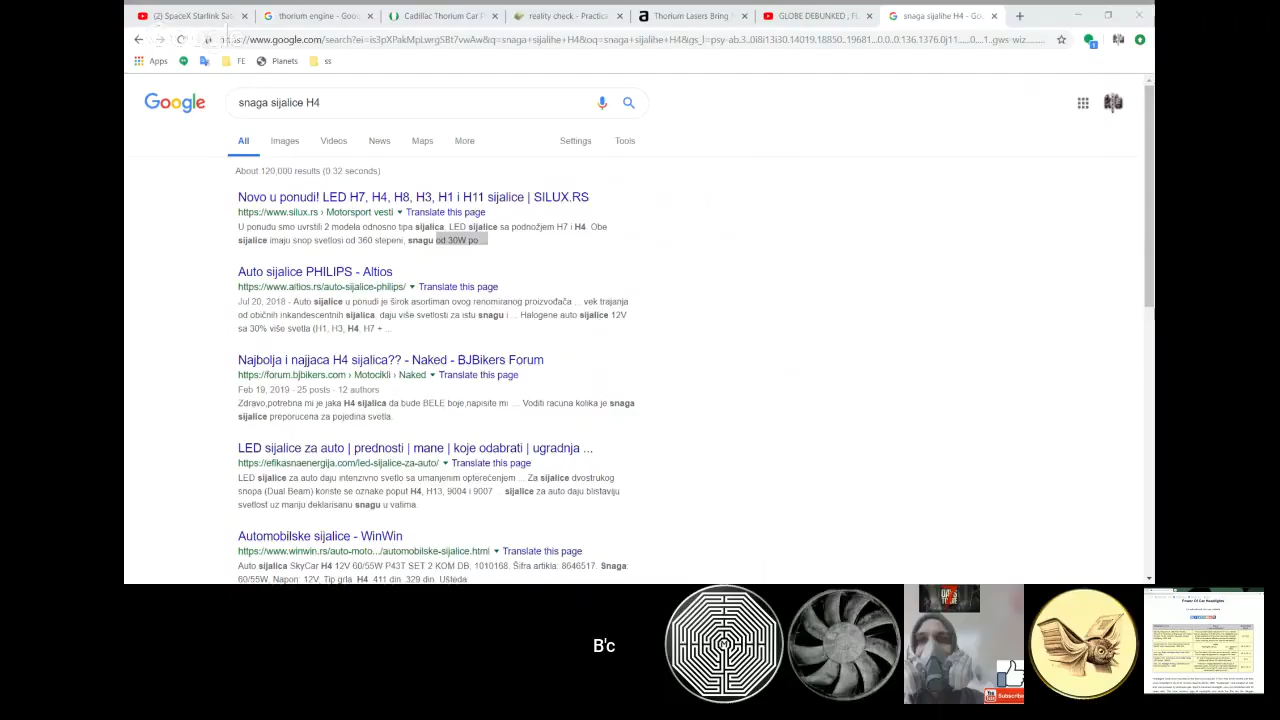 (2) SpaceX Starlink Sat
thorium engine - Goo
Cadillac Thorium Car P
reality check - Practica
Thorium Lasers Bring
GLOBE DEBUNKED , Fl
snaga sijalihe H4 - Goo
Apps
FE
Planets
ss
Google
snaga sijalice H4
All Images Videos News Maps More Settings Tools
About 120,000 results (0.32 seconds)
Novo u ponudi! LED H7, H4, H8, H3, H1 i H11 sijalice | SILUX.RS
https://www.silux.rs › Motorsport vesti Translate this page
U ponudu smo uvrstili 2 modela odnosno tipa sijalica. LED sijalice sa podnožjem H7 i H4. Obe
sijalice imaju snop svetlosti od 360 stepeni, snagu od 30W po ...
Auto sijalice PHILIPS - Altios
https://www.altios.rs/auto-sijalice-philips/ Translate this page
Jul 20, 2018 - Auto sijalice u ponudi je širok asortiman ovog renomiranog proizvođača ... vek trajanja
od običnih inkandescentnih sijalica, daju više svetlosti za istu snagu i ... Halogene auto sijalice 12V
sa 30% više svetla (H1, H3, H4, H7 + ...
Najbolja i najjaca H4 sijalica?? - Naked - BJBikers Forum
https://forum.bjbikers.com › Motocikli › Naked Translate this page
Feb 19, 2019 - 25 posts - 12 authors
Zdravo,potrebna mi je jaka H4 sijalica da bude BELE boje,napisite mi ... Voditi racuna kolika je snaga
sijalice preporucena za pojedina svetla.
LED sijalice za auto | prednosti | mane | koje odabrati | ugradnja ...
https://efikasnaenergija.com/led-sijalice-za-auto/ Translate this page
LED sijalice za auto daju intenzivno svetlo sa umanjenim opterećenjem ... Za sijalice dvostrukog
snopa (Dual Beam) koriste se oznake poput H4, H13, 9004 i 9007 ... sijalice za auto daju blistaviju
svetlost uz manju deklarisanu snagu u vatima.
Automobilske sijalice - WinWin
https://www.winwin.rs/auto-moto.../automobilske-sijalice.html Translate this page
Auto sijalica SkyCar H4 12V 60/55W P43T SET 2 KOM DB, 1010168. Šifra artikla: 8646517. Snaga:
60/55W, Napon: 12V, Tip grla: H4. 411 din. 329 din. Ušteda
B'c
Power Of Car Headlights
Subscribe